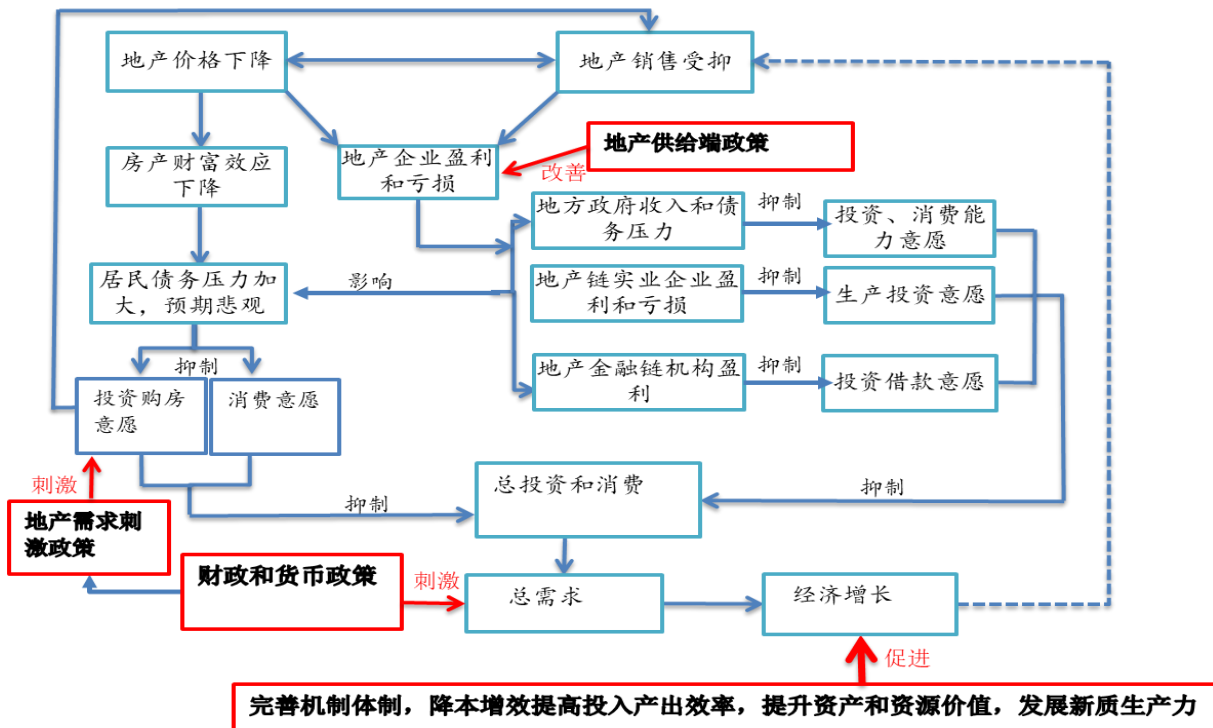 地产价格下降
地产销售受抑
房产财富效应
下降
地产企业盈利
和亏损
地产供给端政策
改善
地方政府收入和债
务压力
抑制
投资、消费能
力意愿
居民债务压力加
大，预期悲观
影响
地产链实业企业盈
利和亏损
抑制
生产投资意愿
抑制
地产金融链机构盈
利
抑制
投资借款意愿
投资购房
意愿
消费意愿
刺激
总投资和消费
抑制
抑制
地产需求刺
激政策
财政和货币政策
刺激
总需求
经济增长
促进
完善机制体制，降本增效提高投入产出效率，提升资产和资源价值，发展新质生产力